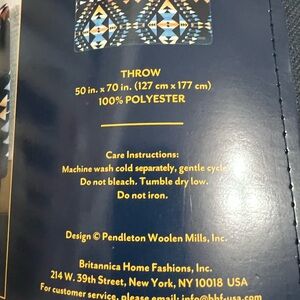 THROW
50 in. x 70 in. (127 cm x 177 cm)
100% POLYESTER
Care Instructions:
Machine wash cold separately, gentle cycle
Do not bleach. Tumble dry low.
Do not iron.
Design © Pendleton Woolen Mills, Inc.
Britannica Home Fashions, Inc.
214 W. 39th Street, New York, NY 10018 USA
For customer service, please email: info@bhfusa.com